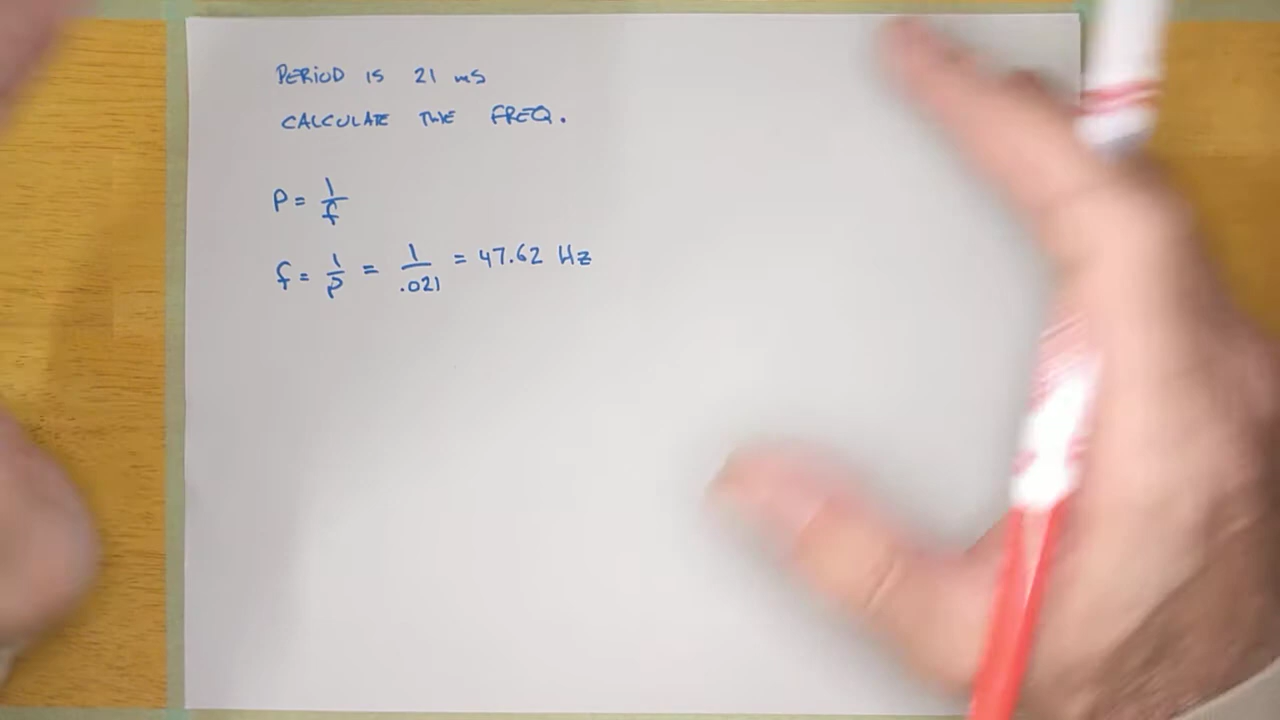 PERIOD IS 21 ms
CALCULATE THE FREQ.
P = 1/f
f = 1/P = 1/.021 = 47.62 Hz